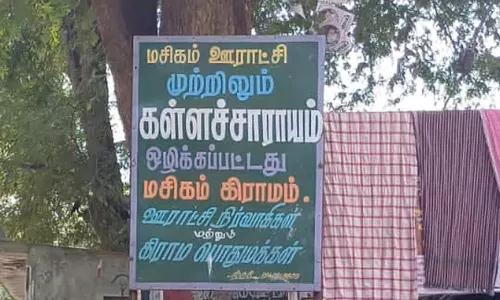 மசிகம் ஊராட்சி
முற்றிலும்
கள்ளச்சாராயம்
ஒழிக்கப்பட்டது
மசிகம் கிராமம்.
ஊராட்சி நிர்வாகள்
மற்றும்
கிராம பொதுமக்கள்